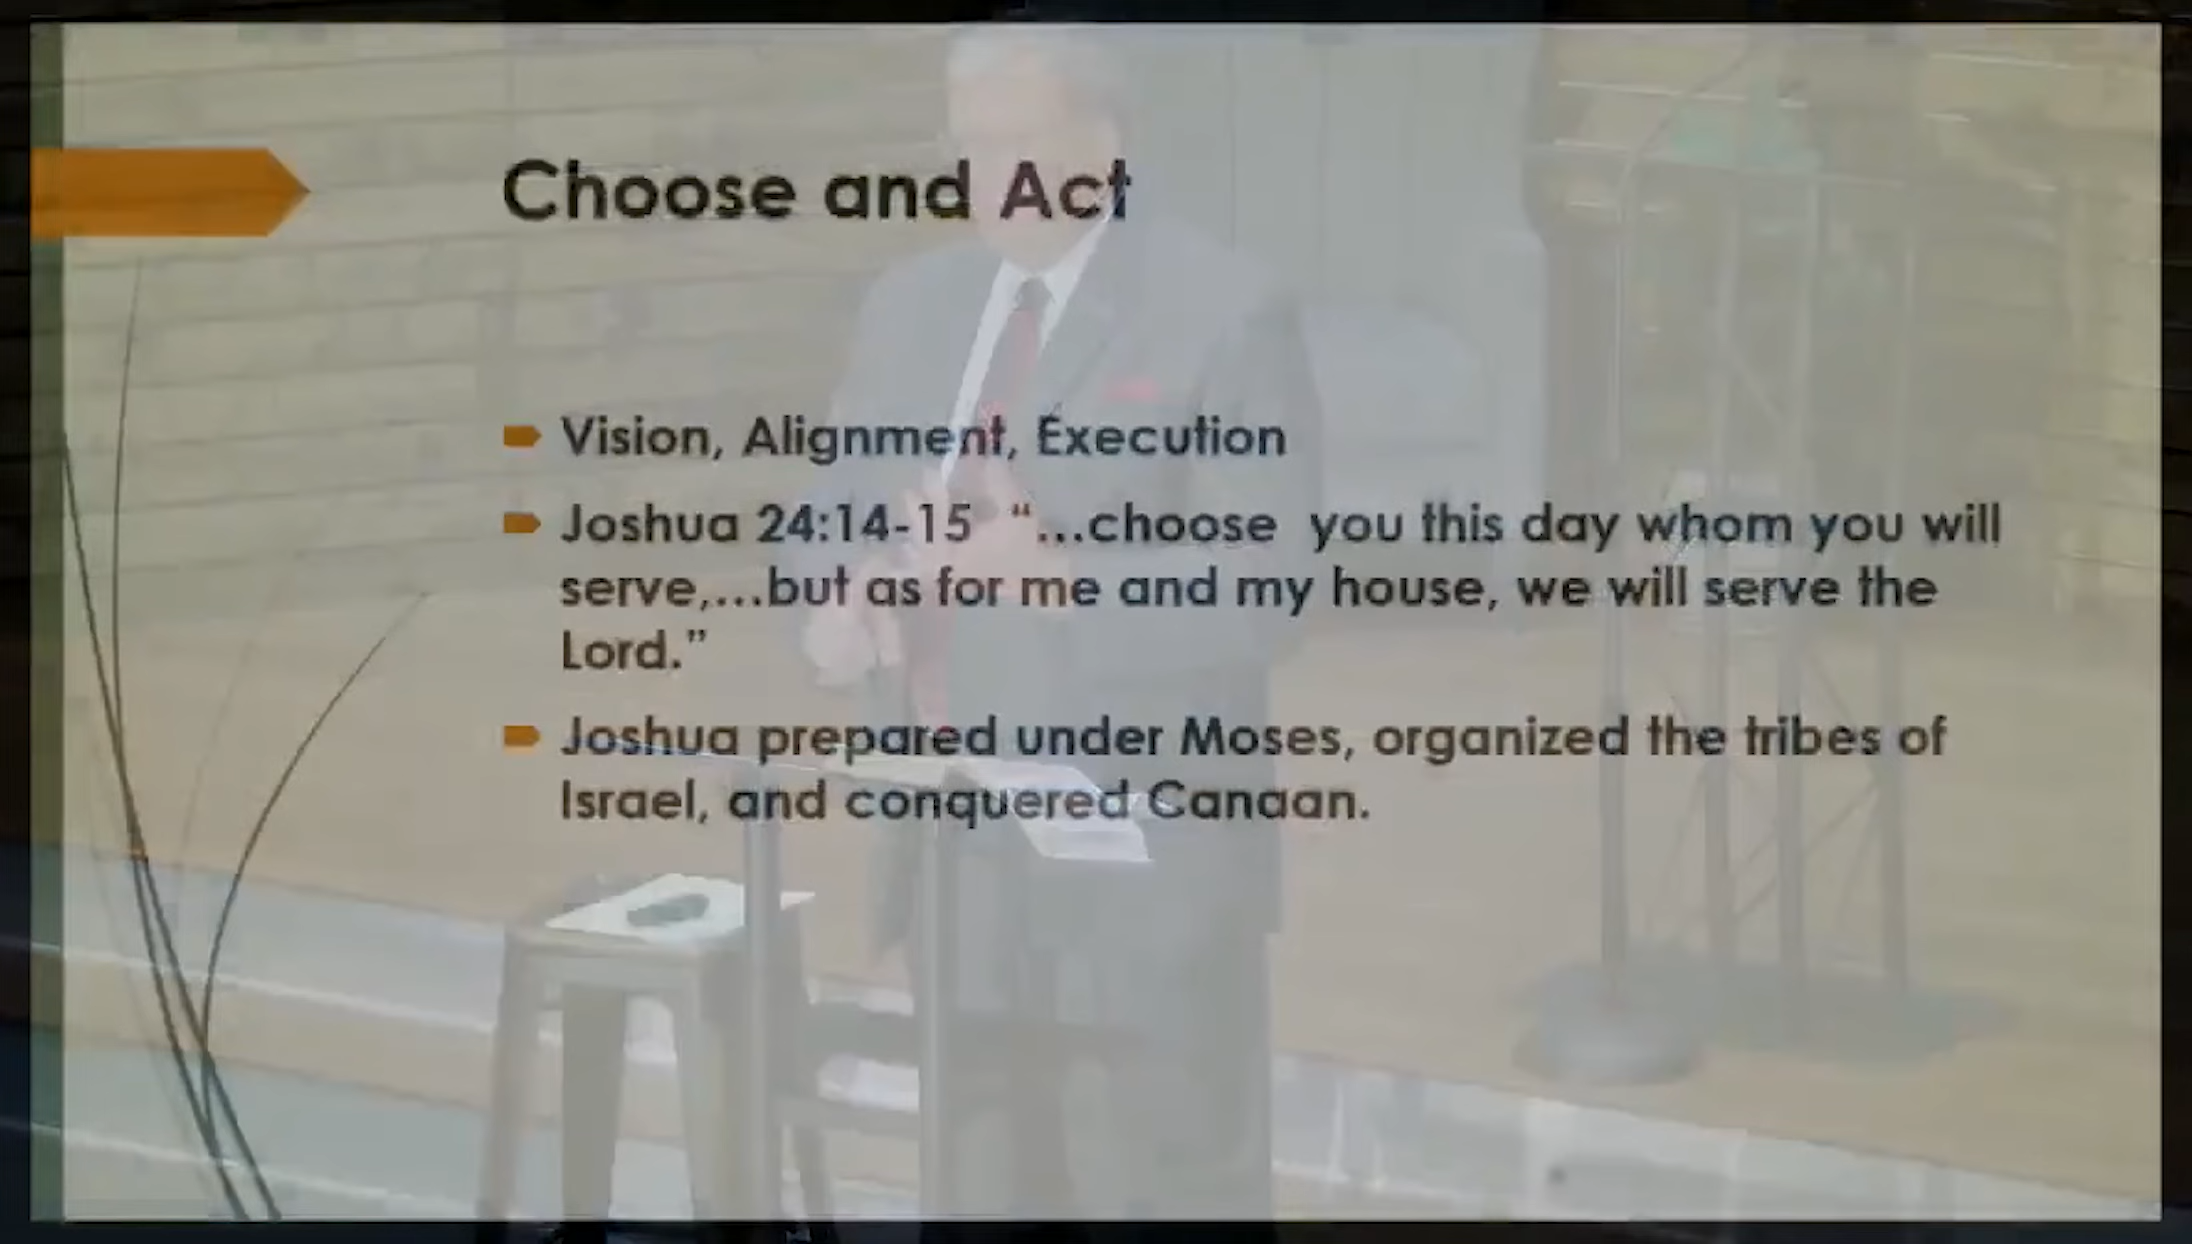 Choose and Act
Vision, Alignment, Execution
Joshua 24:14-15 “...choose you this day whom you will
serve,...but as for me and my house, we will serve the
Lord.”
Joshua prepared under Moses, organized the tribes of
Israel, and conquered Canaan.